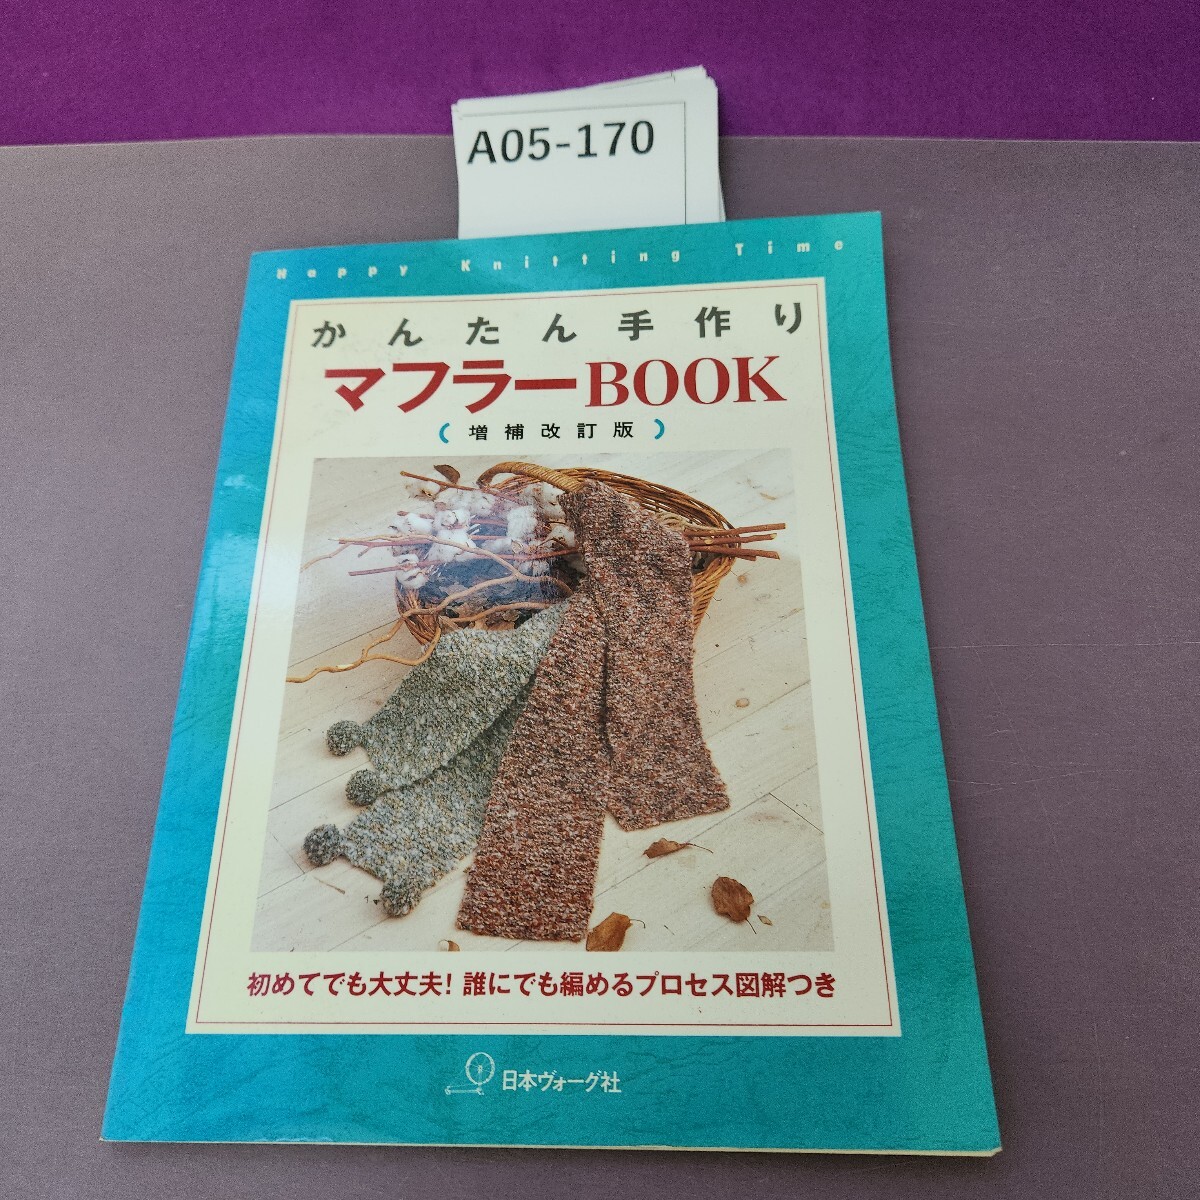 A05-170
Happy Knitting Time
かんたん手作り
マフラーBOOK
(増補改訂版)
初めてでも大丈夫!誰にでも編めるプロセス図解つき
日本ヴォーグ社